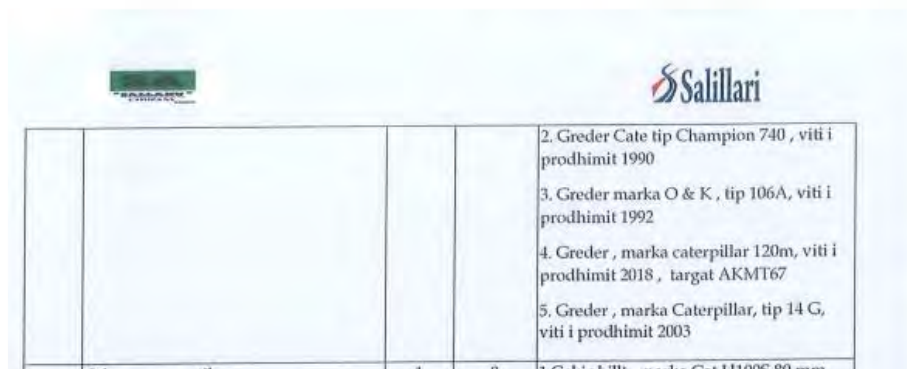 Salillari
2. Greder Cate tip Champion 740 , viti i
prodhimit 1990
3. Greder marka O & K , tip 106A, viti i
prodhimit 1992
4. Greder , marka caterpillar 120m, viti i
prodhimit 2018 , targat AKMT67
5. Greder , marka Caterpillar, tip 14 G,
viti i prodhimit 2003